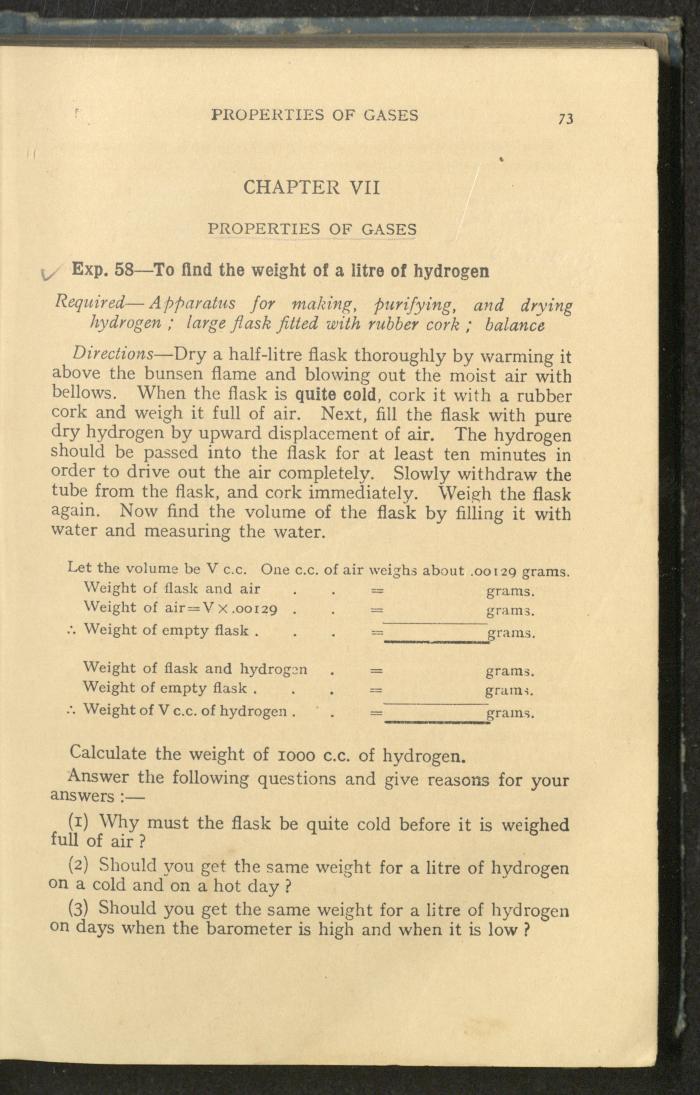 PROPERTIES OF GASES 73
CHAPTER VII
PROPERTIES OF GASES
Exp. 58—To find the weight of a litre of hydrogen
Required—Apparatus for making, purifying, and drying
hydrogen ; large flask fitted with rubber cork ; balance
Directions—Dry a half-litre flask thoroughly by warming it
above the bunsen flame and blowing out the moist air with
bellows. When the flask is quite cold, cork it with a rubber
cork and weigh it full of air. Next, fill the flask with pure
dry hydrogen by upward displacement of air. The hydrogen
should be passed into the flask for at least ten minutes in
order to drive out the air completely. Slowly withdraw the
tube from the flask, and cork immediately. Weigh the flask
again. Now find the volume of the flask by filling it with
water and measuring the water.
Let the volume be V c.c. One c.c. of air weighs about .00129 grams.
Weight of flask and air . . = grams.
Weight of air=V×.00129 . . = grams.
∴ Weight of empty flask . . . = grams.
Weight of flask and hydrogen . = grams.
Weight of empty flask . . . = grams.
∴ Weight of V c.c. of hydrogen . . = grams.
Calculate the weight of 1000 c.c. of hydrogen.
Answer the following questions and give reasons for your
answers :—
(1) Why must the flask be quite cold before it is weighed
full of air ?
(2) Should you get the same weight for a litre of hydrogen
on a cold and on a hot day ?
(3) Should you get the same weight for a litre of hydrogen
on days when the barometer is high and when it is low ?